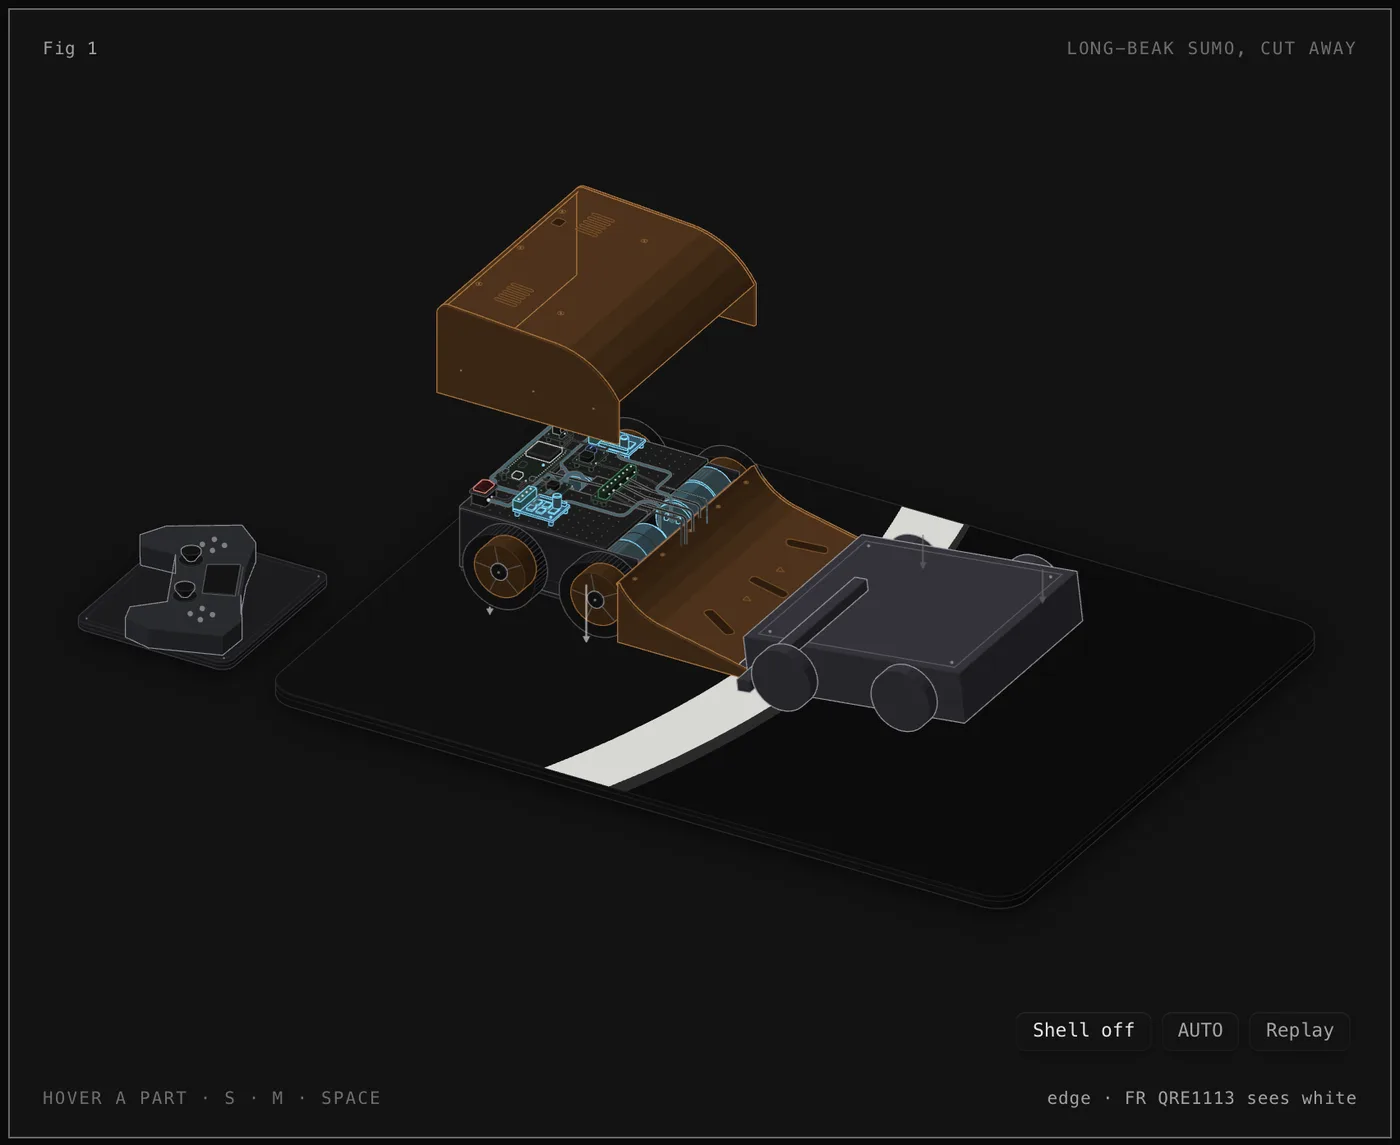 Fig 1
LONG−BEAK SUMO, CUT AWAY
Shell off
AUTO
Replay
HOVER A PART · S · M · SPACE
edge · FR QRE1113 sees white